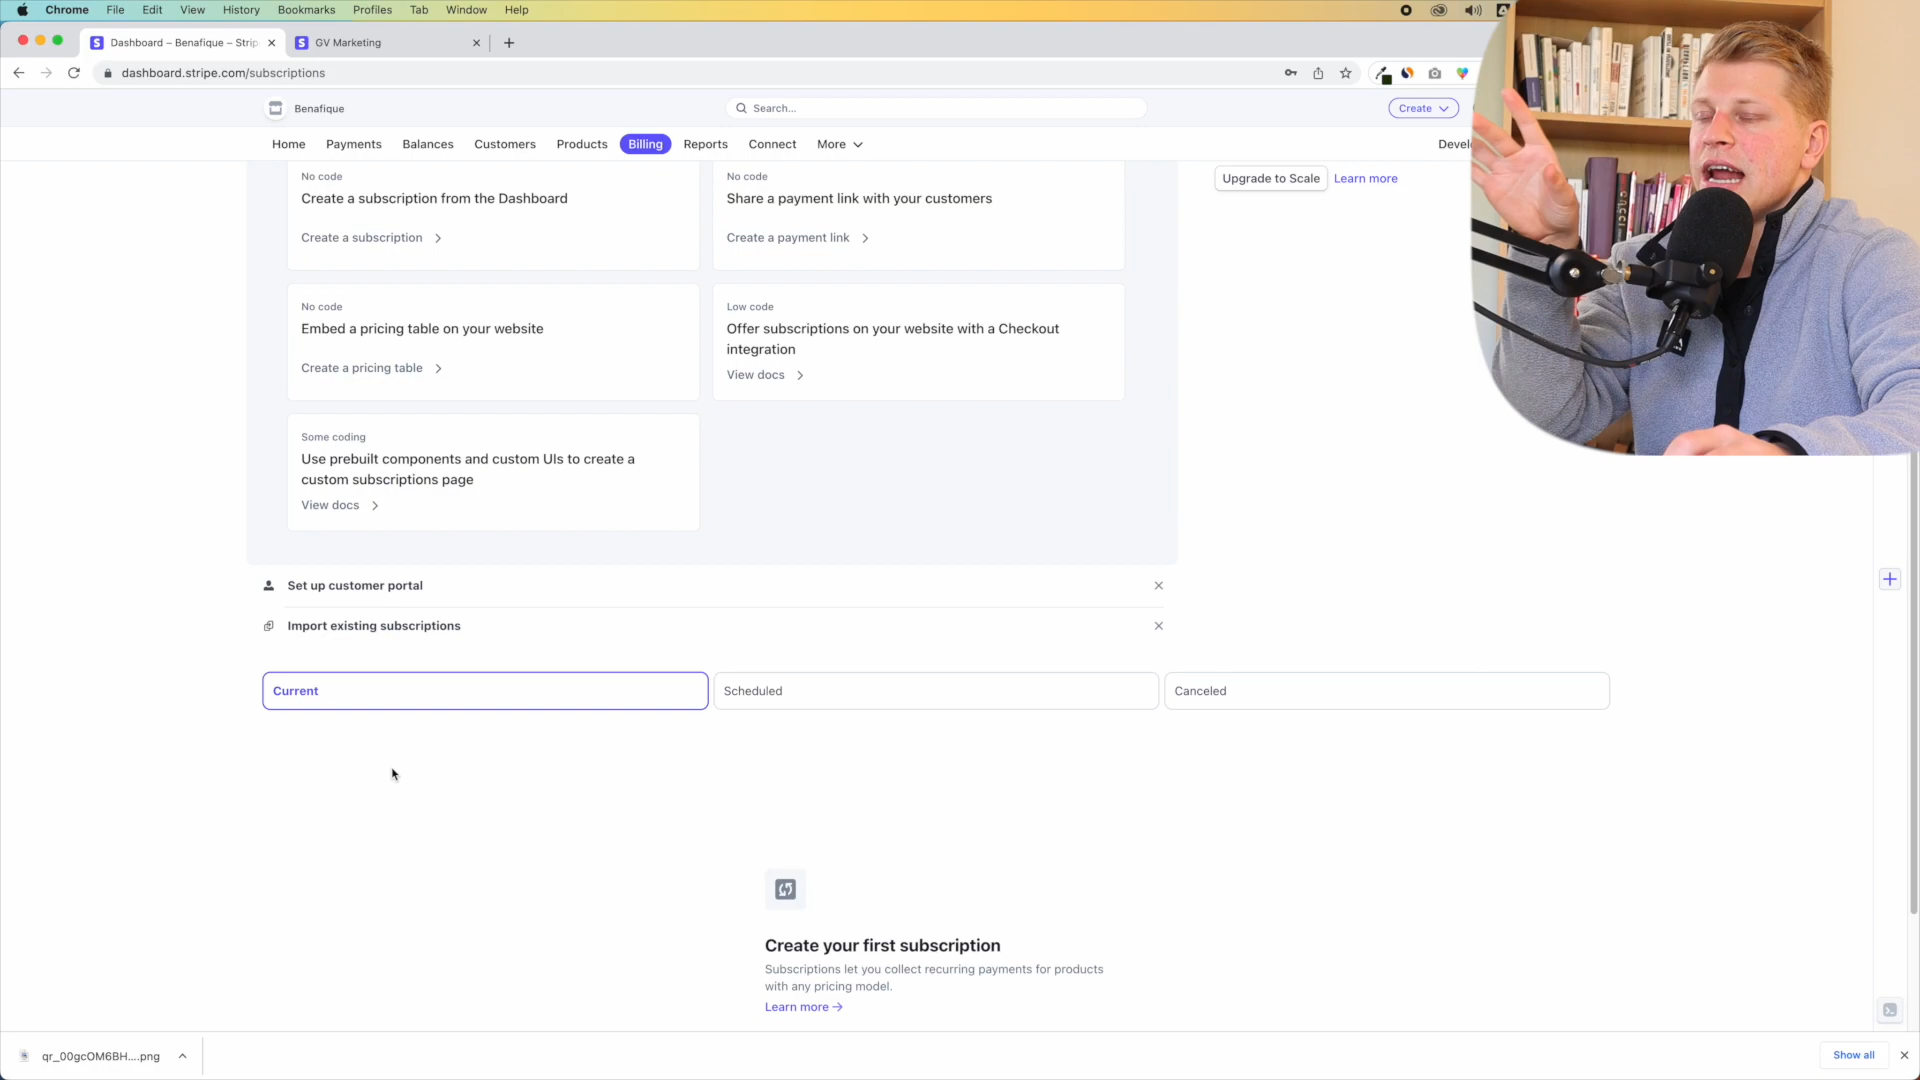 Chrome File Edit View History Bookmarks Profiles Tab Window Help
Dashboard – Benafique – Strip
GV Marketing
dashboard.stripe.com/subscriptions
Benafique
Search...
Create
Home Payments Balances Customers Products Billing Reports Connect More
Devel
No code
Create a subscription from the Dashboard
Create a subscription
No code
Share a payment link with your customers
Create a payment link
Upgrade to Scale
Learn more
No code
Embed a pricing table on your website
Create a pricing table
Low code
Offer subscriptions on your website with a Checkout
integration
View docs
Some coding
Use prebuilt components and custom UIs to create a
custom subscriptions page
View docs
Set up customer portal
Import existing subscriptions
Current
Scheduled
Canceled
Create your first subscription
Subscriptions let you collect recurring payments for products
with any pricing model.
Learn more →
qr_00gcOM6BH....png
Show all